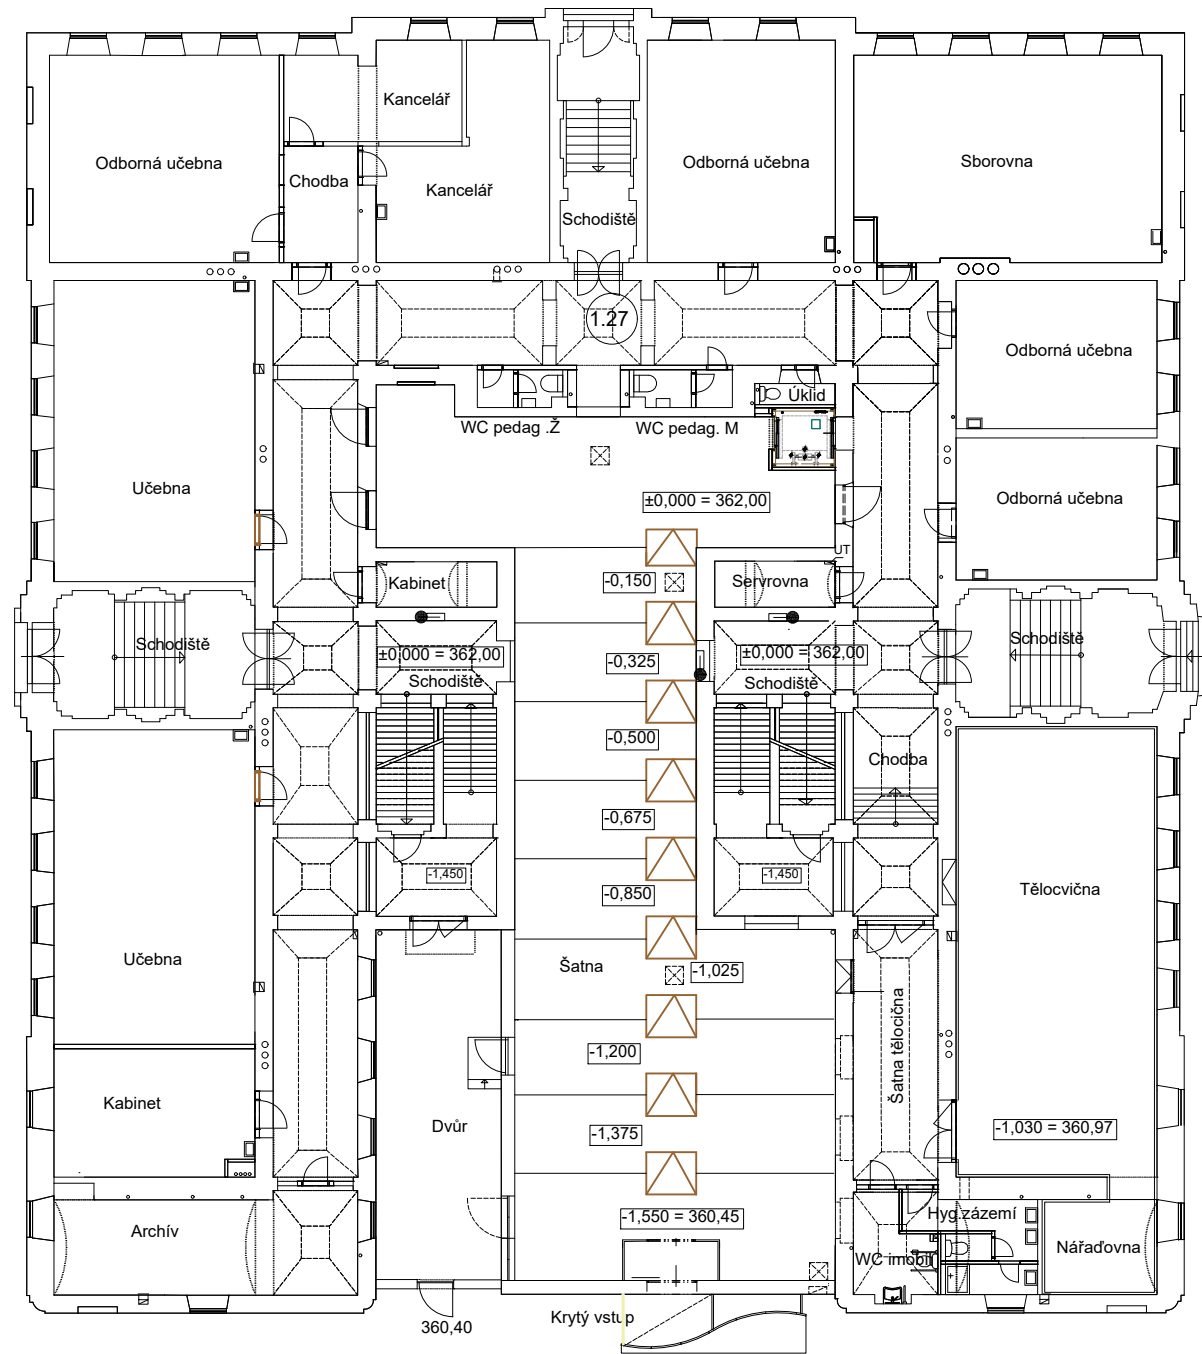 Kancelář
Odborná učebna
Chodba
Kancelář
Schodiště
Odborná učebna
Sborovna
1.27
Odborná učebna
WC pedag .Ž
WC pedag. M
Úklid
Učebna
±0,000 = 362,00
Odborná učebna
UT
Kabinet
-0,150
Servrovna
Schodiště
±0,000 = 362,00
Schodiště
-0,325
±0,000 = 362,00
Schodiště
Schodiště
-0,500
Chodba
-0,675
-1,450
-0,850
-1,450
Tělocvična
Učebna
Šatna
-1,025
Šatna tělocična
-1,200
Kabinet
Dvůr
-1,375
-1,030 = 360,97
Archív
-1,550 = 360,45
Hyg.zázemí
WC imobil
Nářaďovna
360,40
Krytý vstup